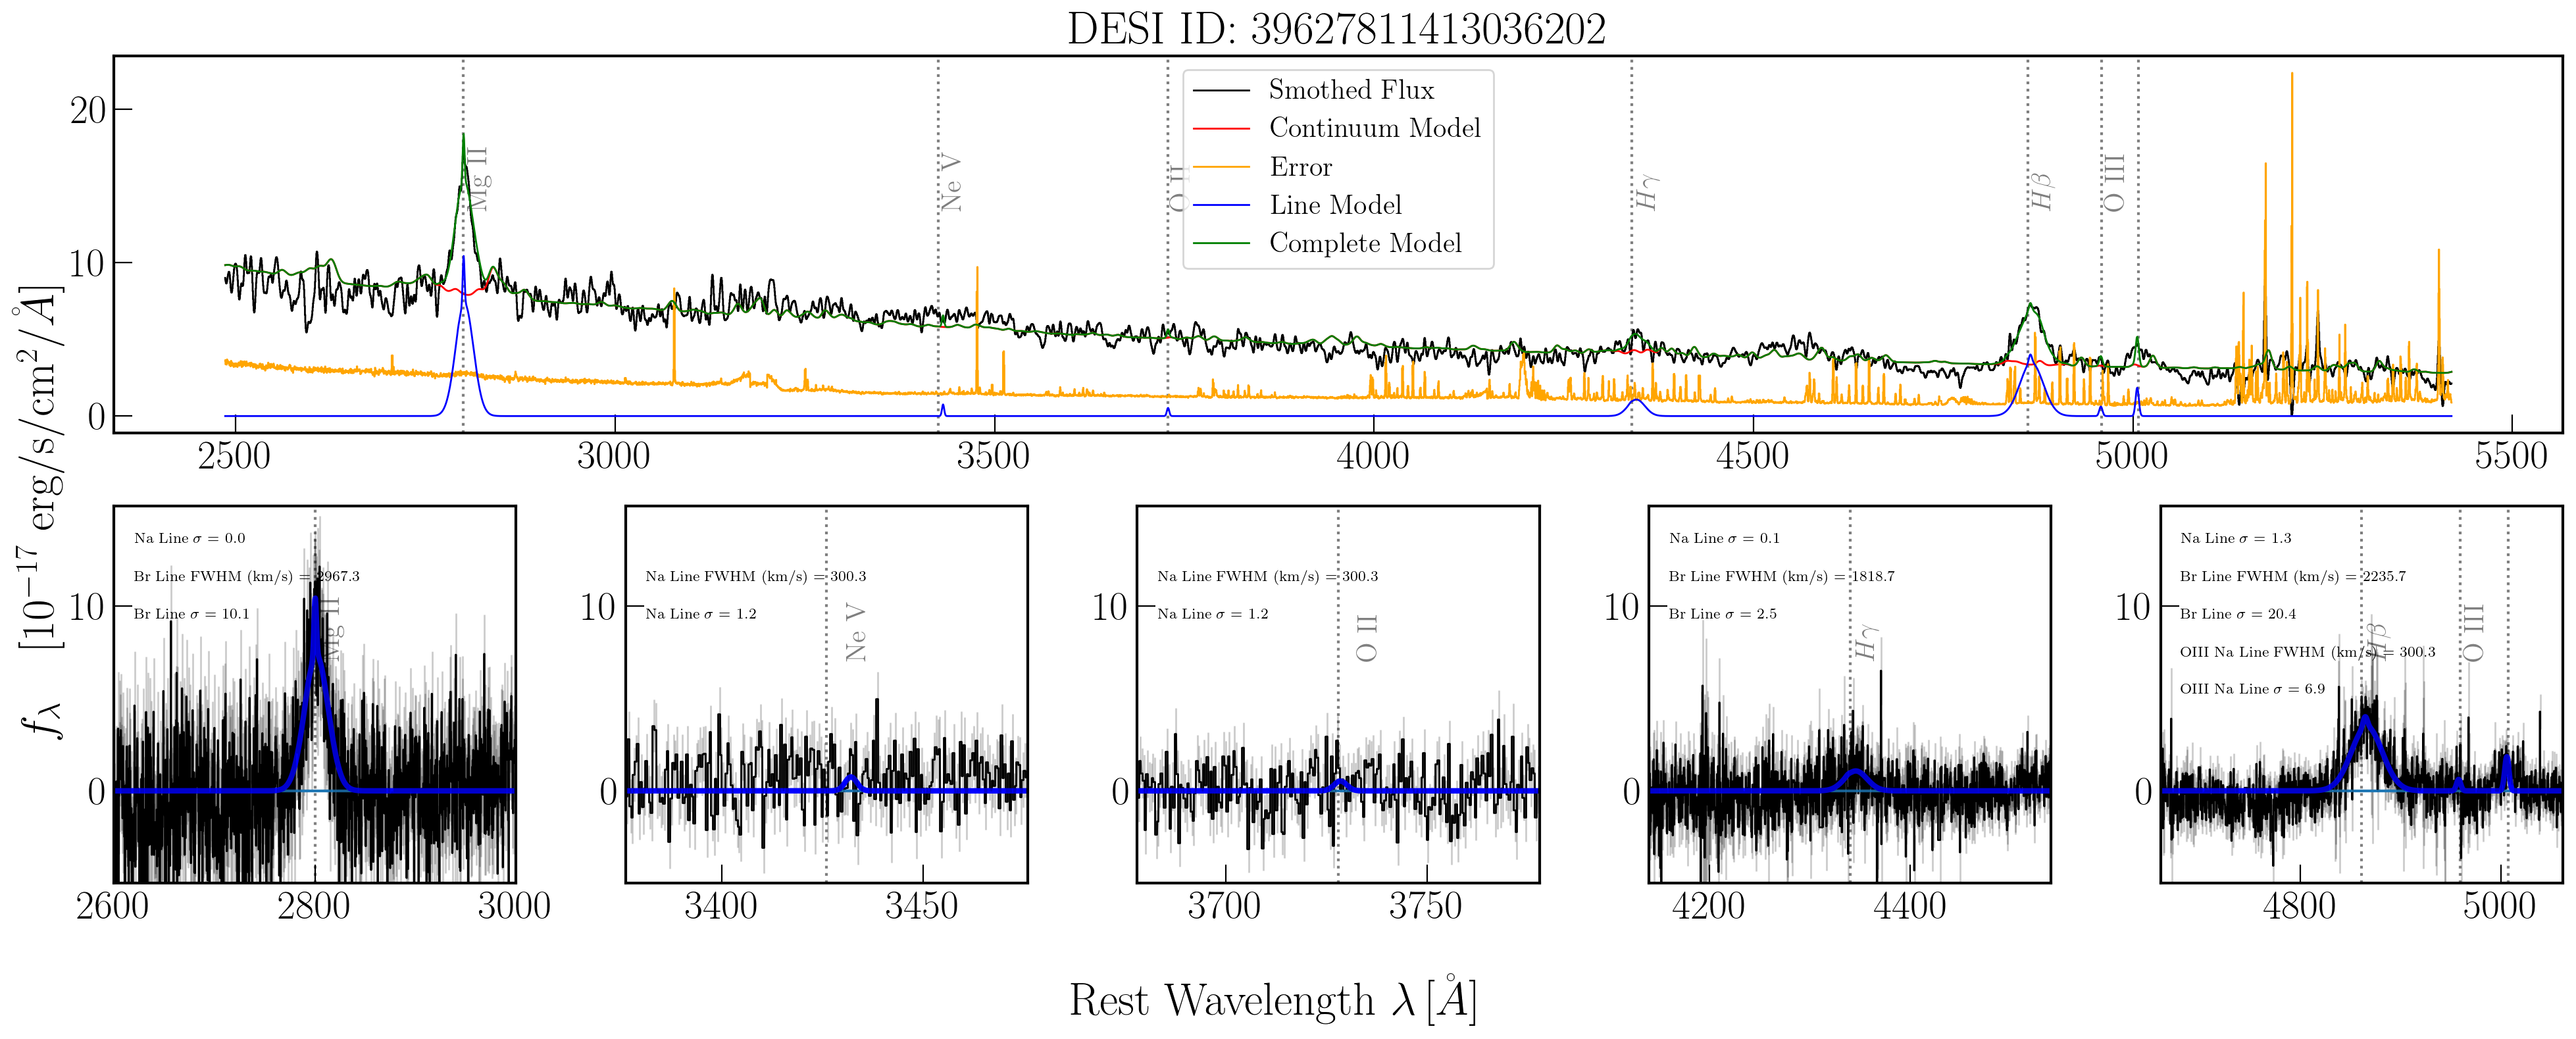 DESI ID: 39627811413036202
Smothed Flux
Continuum Model
Error
Line Model
Complete Model
Mg II
Ne V
O II
Hγ
Hβ
O III
20
10
0
2500 3000 3500 4000 4500 5000 5500
f_λ [10^{-17} erg/s/cm^2/Å]
Na Line σ = 0.0
Br Line FWHM (km/s) = 2967.3
Br Line σ = 10.1
Mg II
10
0
2600 2800 3000
Na Line FWHM (km/s) = 300.3
Na Line σ = 1.2
Ne V
10
0
3400 3450
Na Line FWHM (km/s) = 300.3
Na Line σ = 1.2
O II
10
0
3700 3750
Na Line σ = 0.1
Br Line FWHM (km/s) = 1818.7
Br Line σ = 2.5
Hγ
10
0
4200 4400
Na Line σ = 1.3
Br Line FWHM (km/s) = 2235.7
Br Line σ = 20.4
OIII Na Line FWHM (km/s) = 300.3
OIII Na Line σ = 6.9
Hβ
O III
10
0
4800 5000
Rest Wavelength λ [Å]